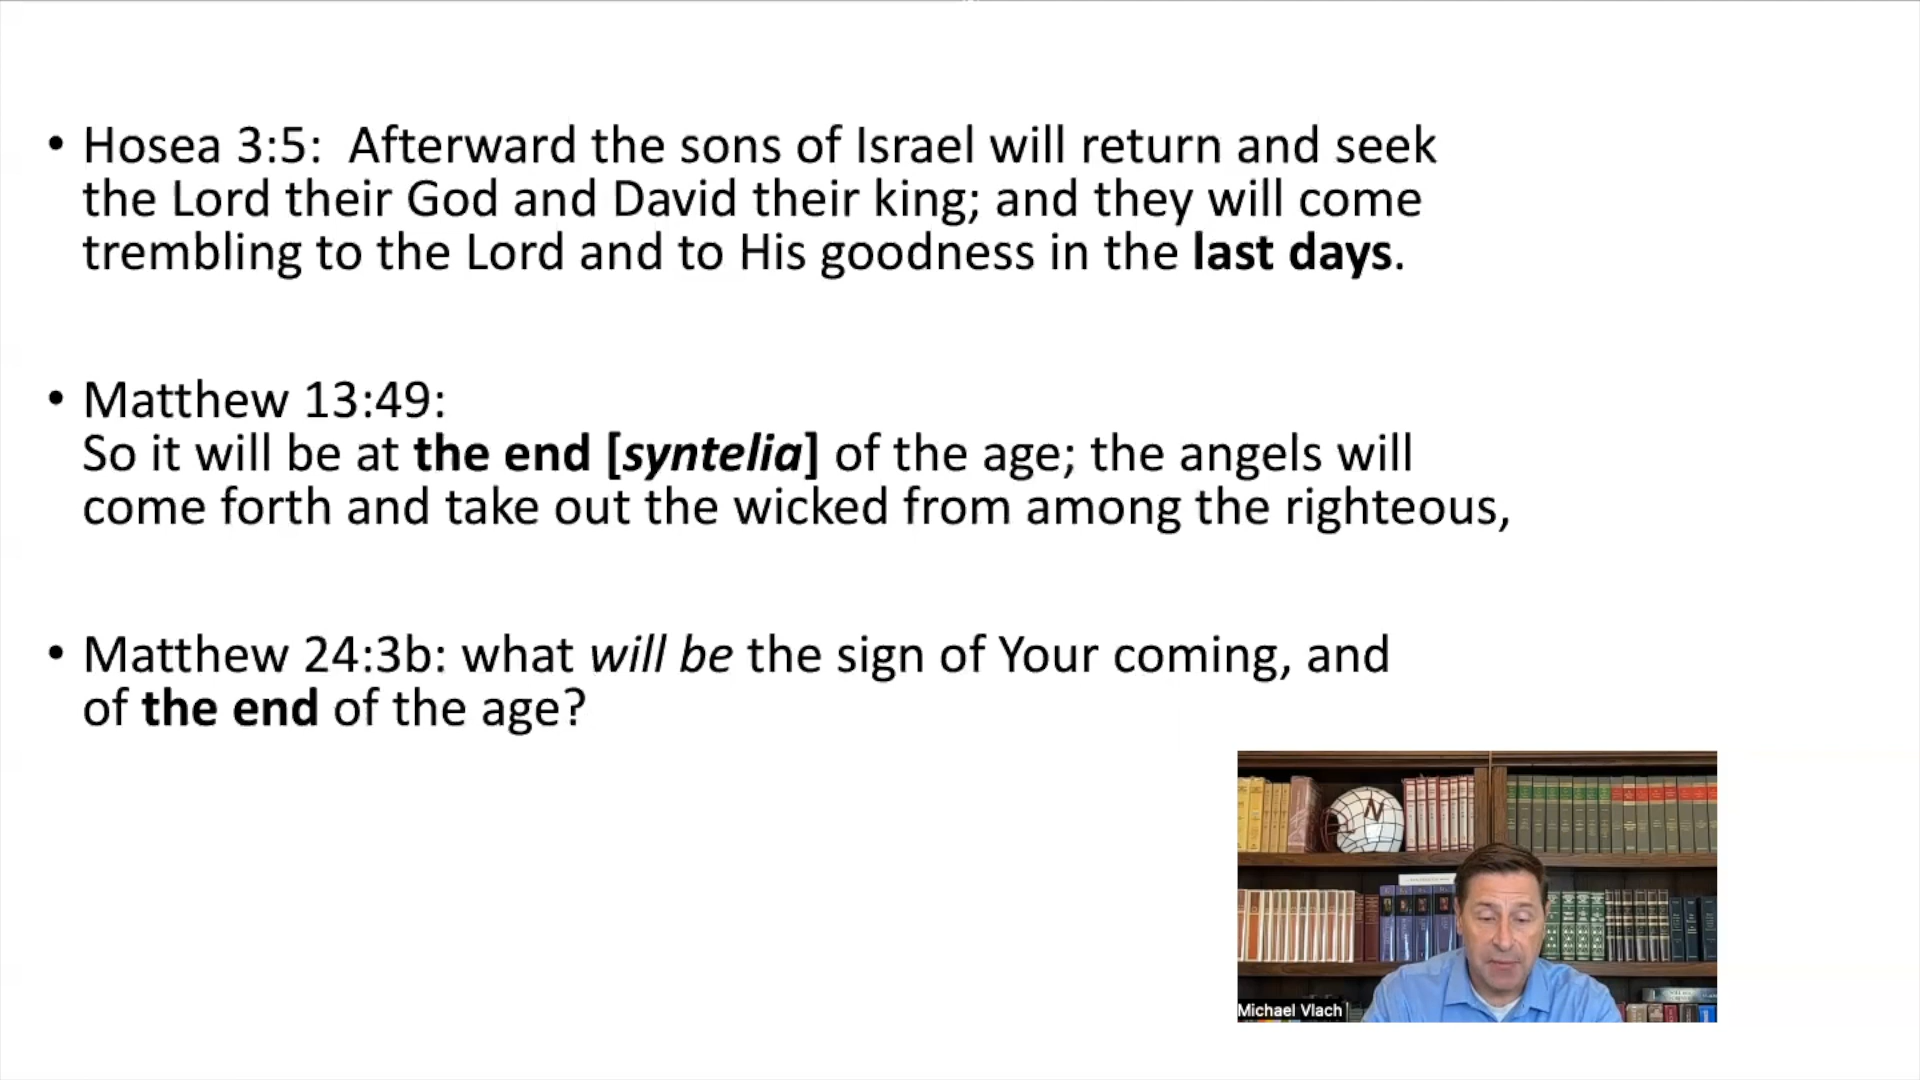 • Hosea 3:5:  Afterward the sons of Israel will return and seek
the Lord their God and David their king; and they will come
trembling to the Lord and to His goodness in the last days.
• Matthew 13:49:
So it will be at the end [syntelia] of the age; the angels will
come forth and take out the wicked from among the righteous,
• Matthew 24:3b: what will be the sign of Your coming, and
of the end of the age?
N
Michael Vlach